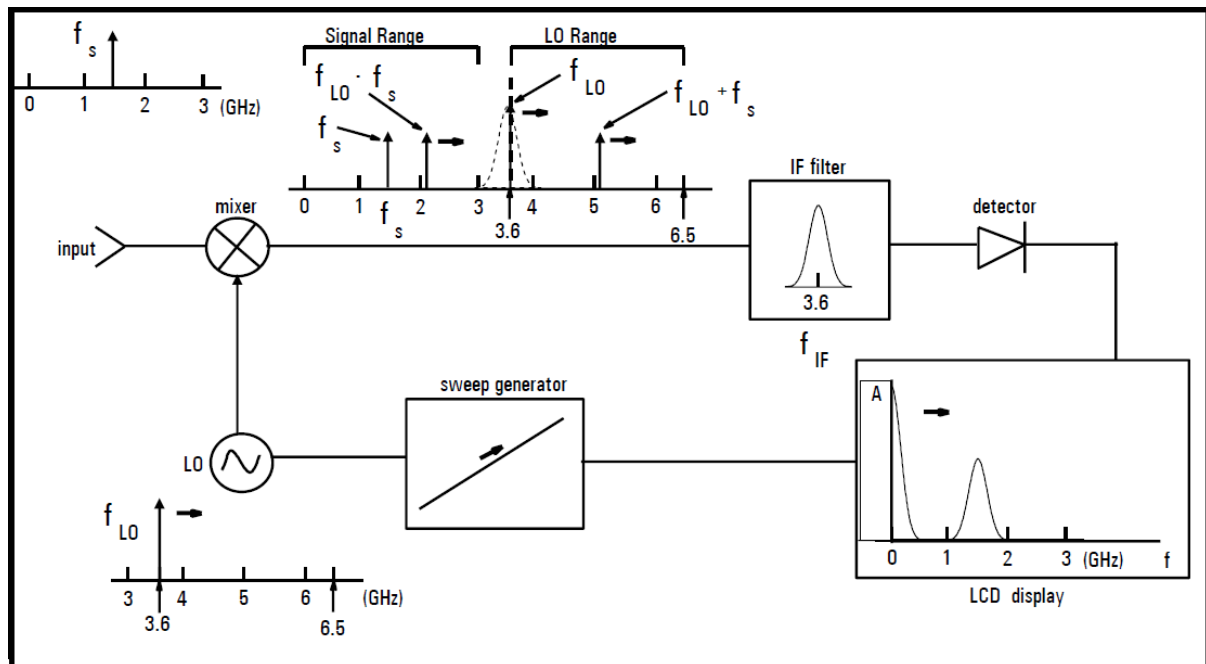 f s
0 1 2 3 (GHz)
Signal Range
LO Range
f LO - f s
f LO
f LO + f s
f s
0 1 2 3 4 5 6
f s
3.6
6.5
input
mixer
IF filter
3.6
f IF
detector
sweep generator
LO
f LO
3 4 5 6 (GHz)
3.6
6.5
A
0 1 2 3 (GHz) f
LCD display